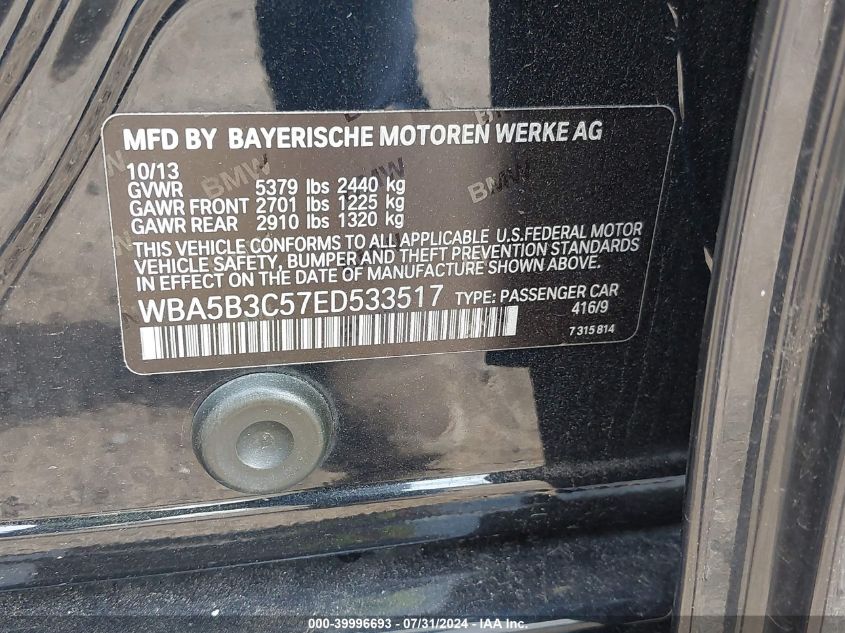 MFD BY BAYERISCHE MOTOREN WERKE AG
10/13
GVWR 5379 lbs 2440 kg
GAWR FRONT 2701 lbs 1225 kg
GAWR REAR 2910 lbs 1320 kg
THIS VEHICLE CONFORMS TO ALL APPLICABLE U.S.FEDERAL MOTOR
VEHICLE SAFETY, BUMPER AND THEFT PREVENTION STANDARDS
IN EFFECT ON THE DATE OF MANUFACTURE SHOWN ABOVE.
WBA5B3C57ED533517 TYPE: PASSENGER CAR
416/9
7 315 814
BMW
BMW
000-39996693 - 07/31/2024 - IAA Inc.